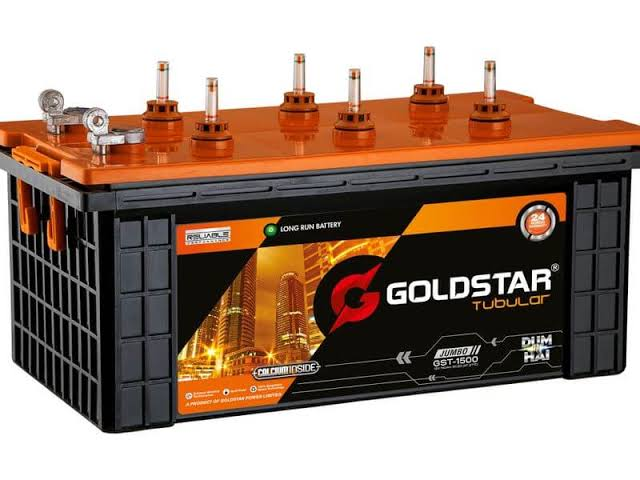 RELIABLE
PERFORMANCE
LONG RUN BATTERY
24
GOLDSTAR®
Tubular
JUMBO
GST-1500
DUM
HAI
CALCIUM INSIDE
A PRODUCT OF GOLDSTAR POWER LIMITED